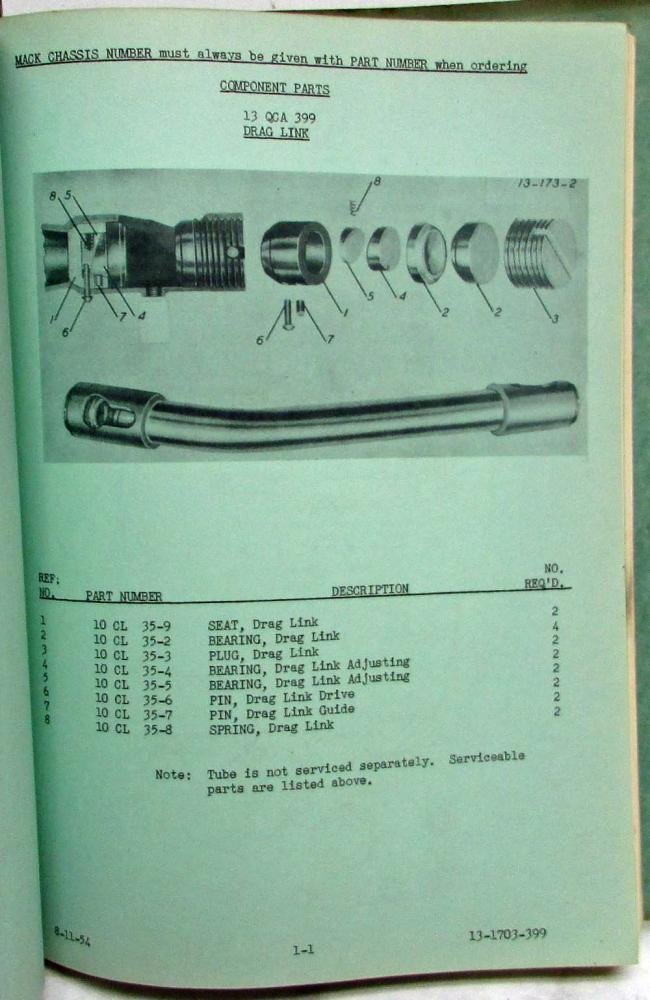 MACK CHASSIS NUMBER must always be given with PART NUMBER when ordering
COMPONENT PARTS
13 QCA 399
DRAG LINK
13-173-2
8 5
8
1
6
7 4
1
5
4
2
2
3
6
7
REF. NO. PART NUMBER DESCRIPTION NO. REQ'D.
1 10 CL 35-9 SEAT, Drag Link 2
2 10 CL 35-2 BEARING, Drag Link 4
3 10 CL 35-3 PLUG, Drag Link 2
4 10 CL 35-4 BEARING, Drag Link Adjusting 2
5 10 CL 35-5 BEARING, Drag Link Adjusting 2
6 10 CL 35-6 PIN, Drag Link Drive 2
7 10 CL 35-7 PIN, Drag Link Guide 2
8 10 CL 35-8 SPRING, Drag Link 2
Note: Tube is not serviced separately. Serviceable
parts are listed above.
8-11-54
1-1
13-1703-399